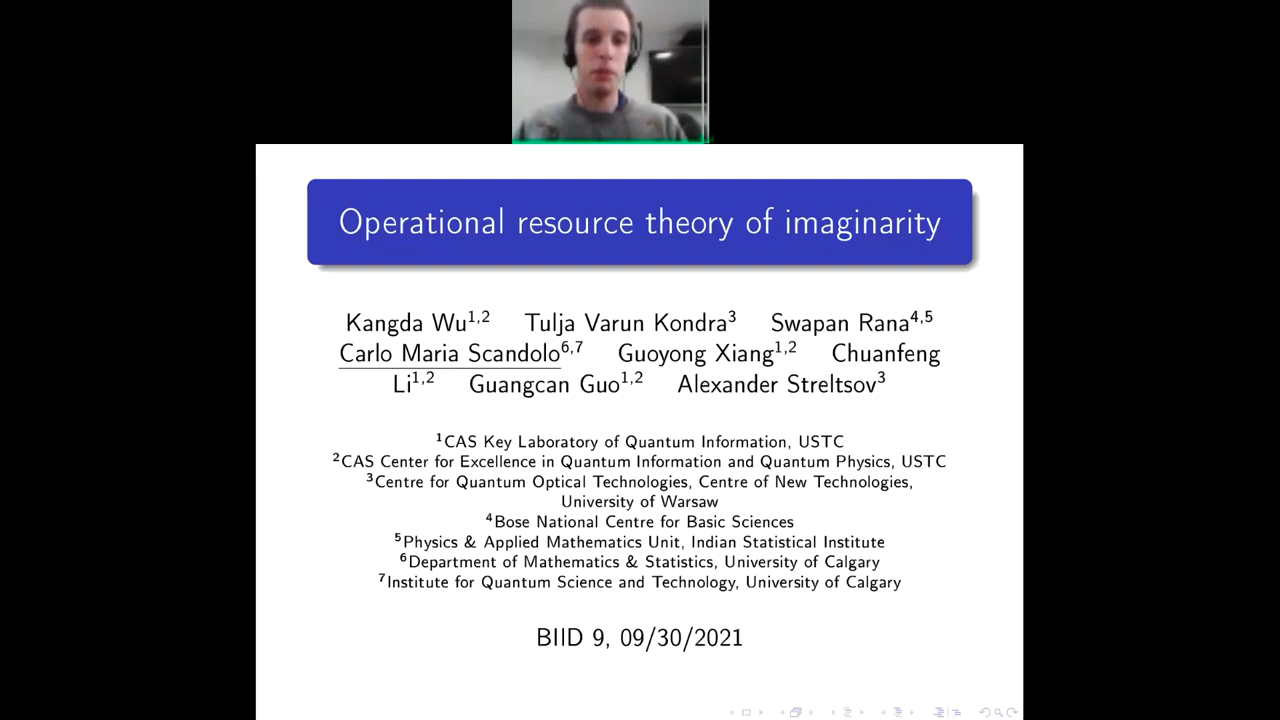 Operational resource theory of imaginarity
Kangda Wu1,2 Tulja Varun Kondra3 Swapan Rana4,5
Carlo Maria Scandolo6,7 Guoyong Xiang1,2 Chuanfeng
Li1,2 Guangcan Guo1,2 Alexander Streltsov3
1CAS Key Laboratory of Quantum Information, USTC
2CAS Center for Excellence in Quantum Information and Quantum Physics, USTC
3Centre for Quantum Optical Technologies, Centre of New Technologies,
University of Warsaw
4Bose National Centre for Basic Sciences
5Physics & Applied Mathematics Unit, Indian Statistical Institute
6Department of Mathematics & Statistics, University of Calgary
7Institute for Quantum Science and Technology, University of Calgary
BIID 9, 09/30/2021